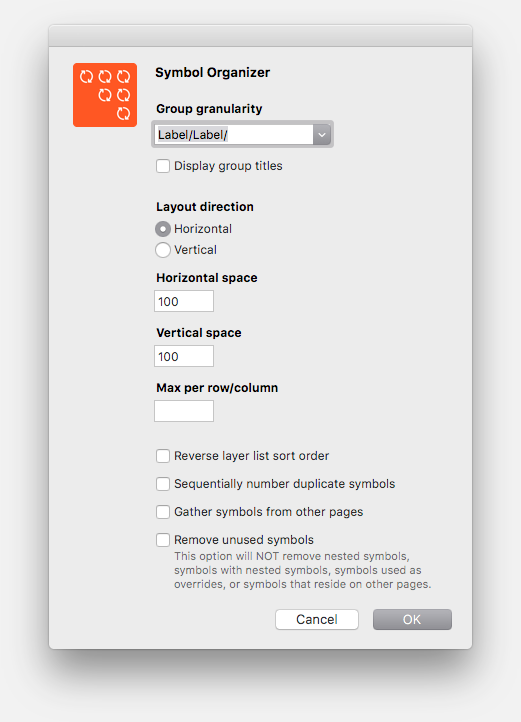 Symbol Organizer
Group granularity
Label/Label/
Display group titles
Layout direction
Horizontal
Vertical
Horizontal space
100
Vertical space
100
Max per row/column
Reverse layer list sort order
Sequentially number duplicate symbols
Gather symbols from other pages
Remove unused symbols
This option will NOT remove nested symbols,
symbols with nested symbols, symbols used as
overrides, or symbols that reside on other pages.
Cancel OK